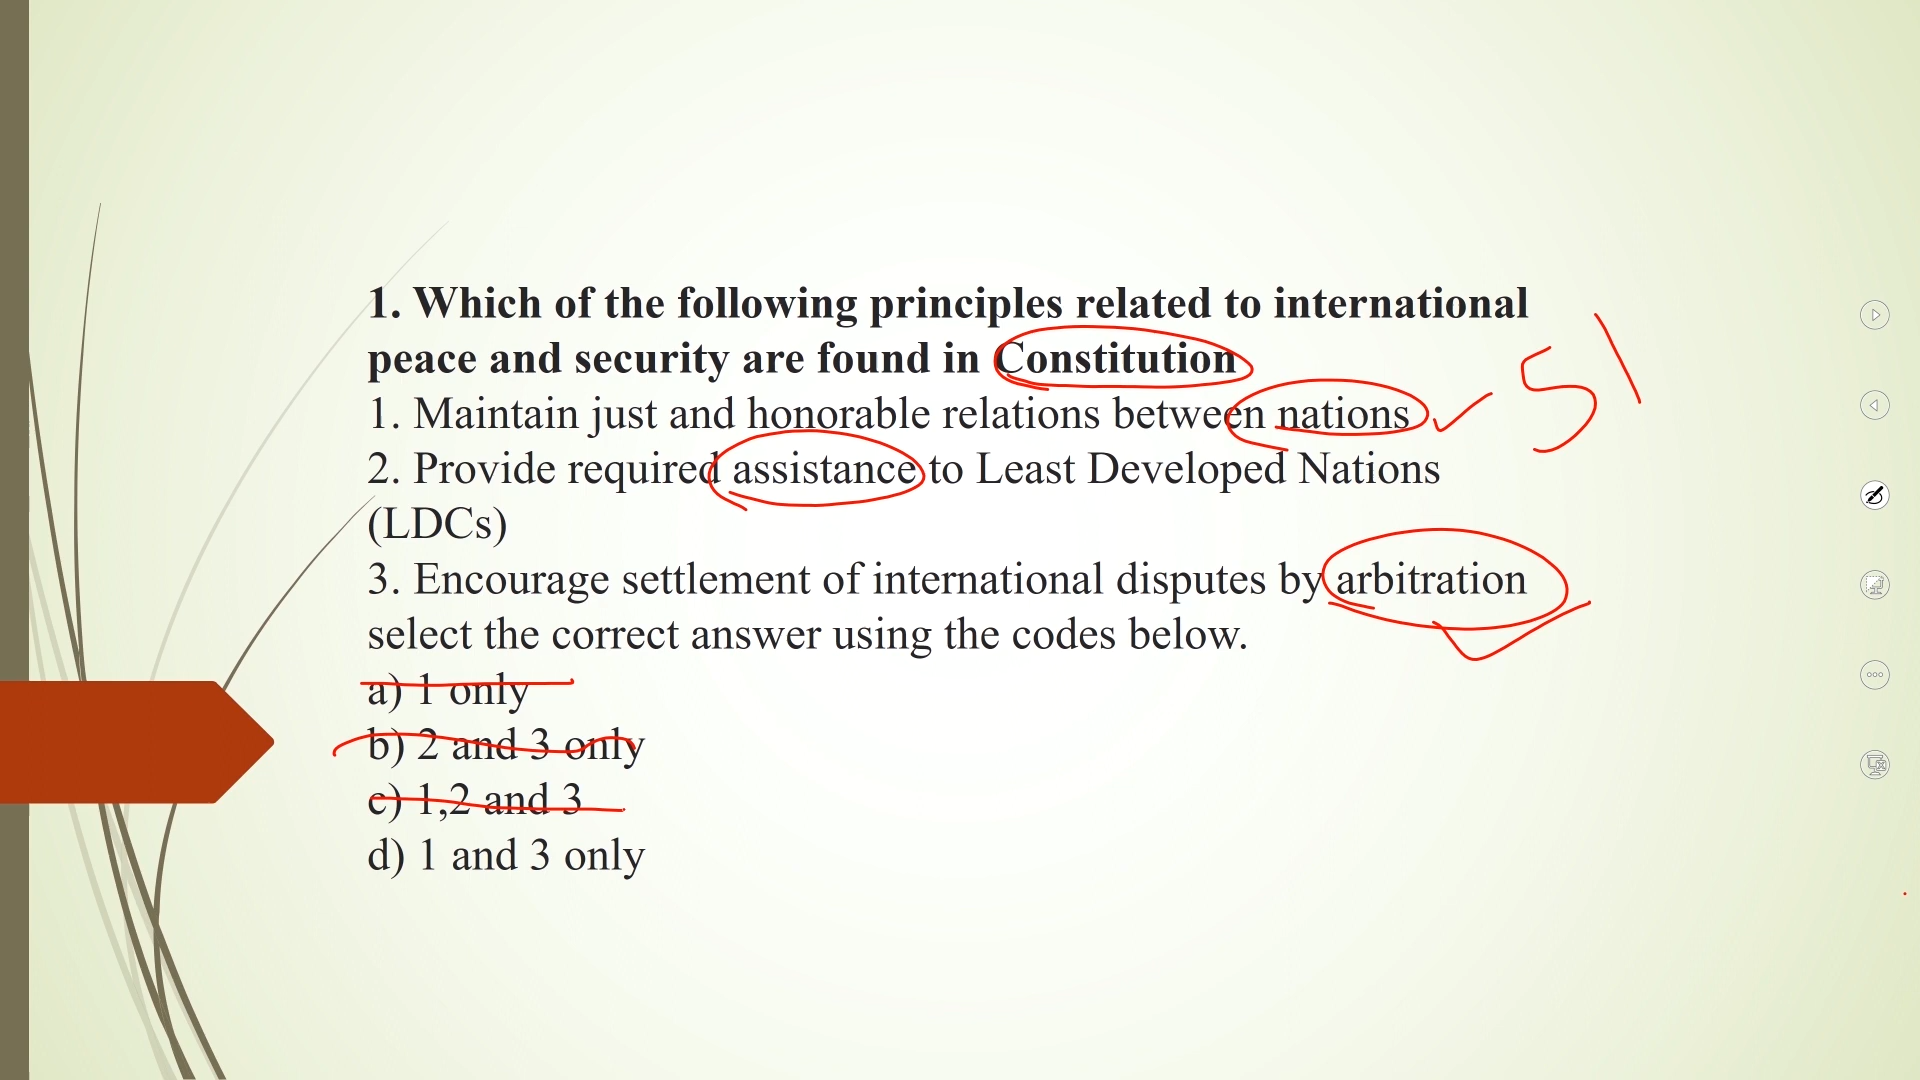 1. Which of the following principles related to international
peace and security are found in Constitution
1. Maintain just and honorable relations between nations
51
2. Provide required assistance to Least Developed Nations
(LDCs)
3. Encourage settlement of international disputes by arbitration
select the correct answer using the codes below.
a) 1 only
b) 2 and 3 only
c) 1,2 and 3
d) 1 and 3 only